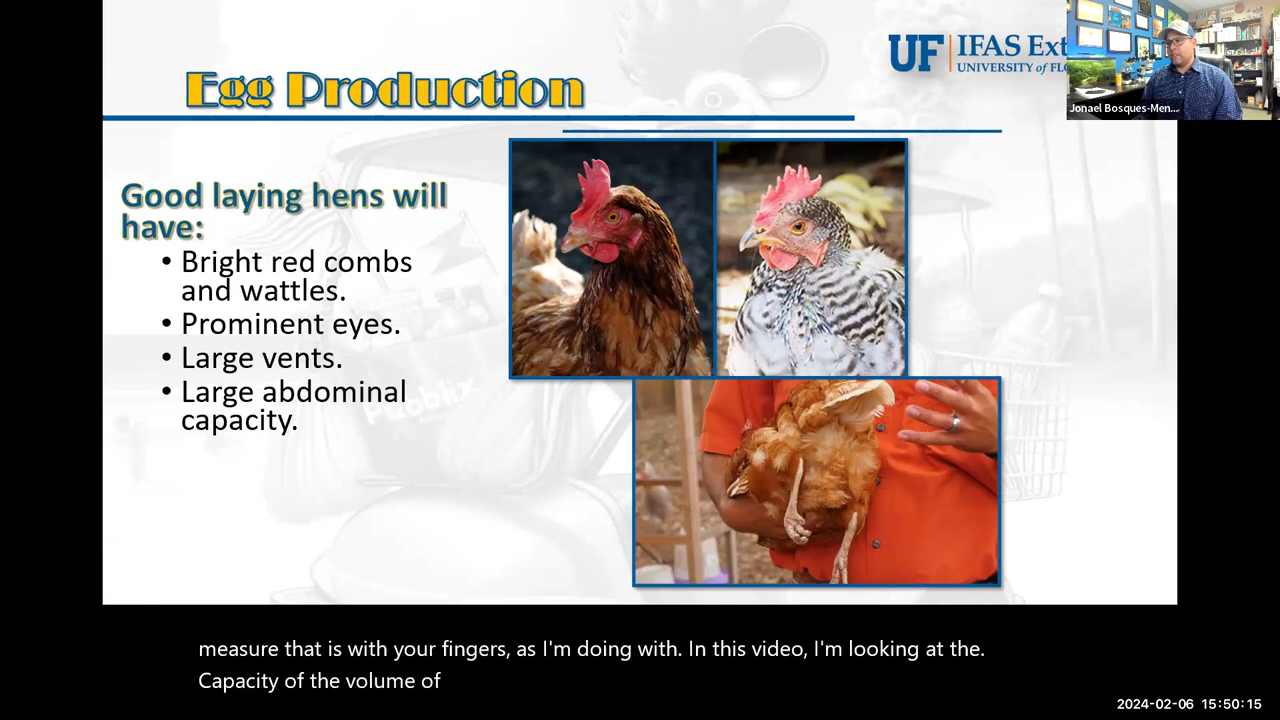 Egg Production
UF IFAS Ext
UNIVERSITY of FLO
Jonael Bosques-Men...
Good laying hens will
have:
• Bright red combs
and wattles.
• Prominent eyes.
• Large vents.
• Large abdominal
capacity.
Publix
measure that is with your fingers, as I'm doing with. In this video, I'm looking at the.
Capacity of the volume of
2024-02-06 15:50:15